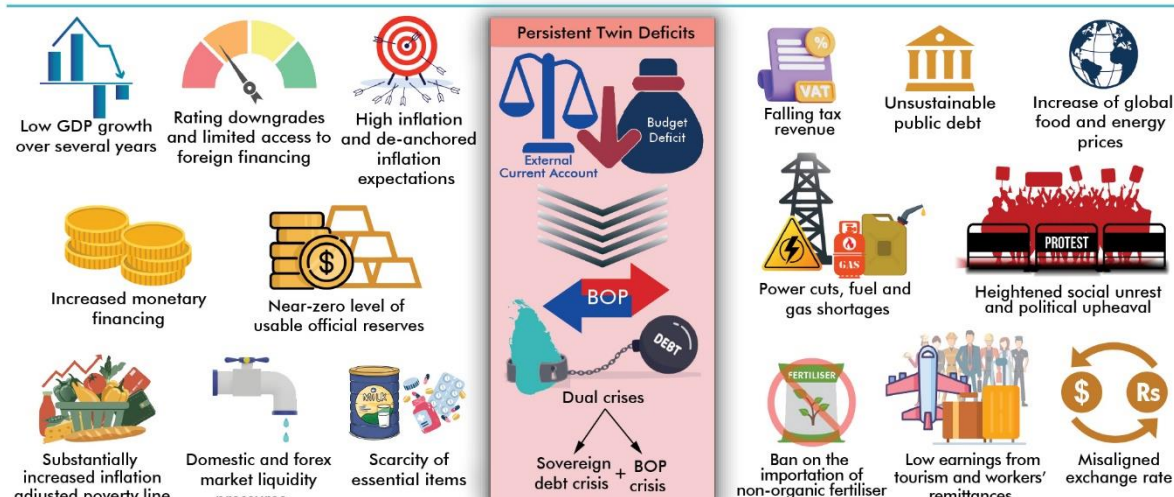 Low GDP growth
over several years
Rating downgrades
and limited access to
foreign financing
High inflation
and de-anchored
inflation
expectations
Increased monetary
financing
$
Near-zero level of
usable official reserves
Substantially
increased inflation
adjusted poverty line
Domestic and forex
market liquidity
pressures
MILK
Scarcity of
essential items
Persistent Twin Deficits
External
Current Account
Budget
Deficit
BOP
DEBT
Dual crises
Sovereign
debt crisis
+
BOP
crisis
%
VAT
Falling tax
revenue
Unsustainable
public debt
Increase of global
food and energy
prices
GAS
Power cuts, fuel and
gas shortages
PROTEST
Heightened social unrest
and political upheaval
FERTILISER
Ban on the
importation of
non-organic fertiliser
Low earnings from
tourism and workers'
remittances
$
Rs
Misaligned
exchange rate